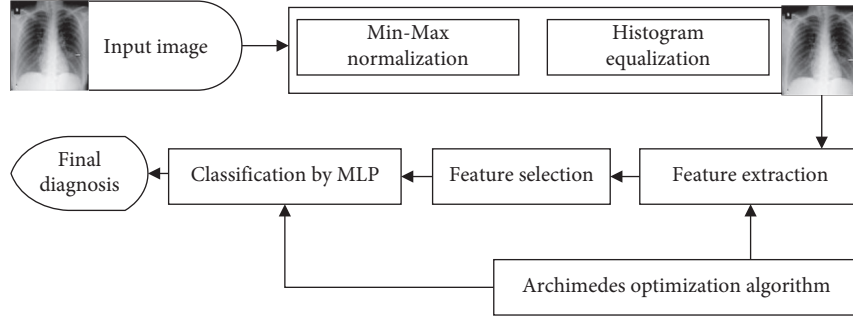 Input image
Min-Max
normalization
Histogram
equalization
Final
diagnosis
Classification by MLP
Feature selection
Feature extraction
Archimedes optimization algorithm